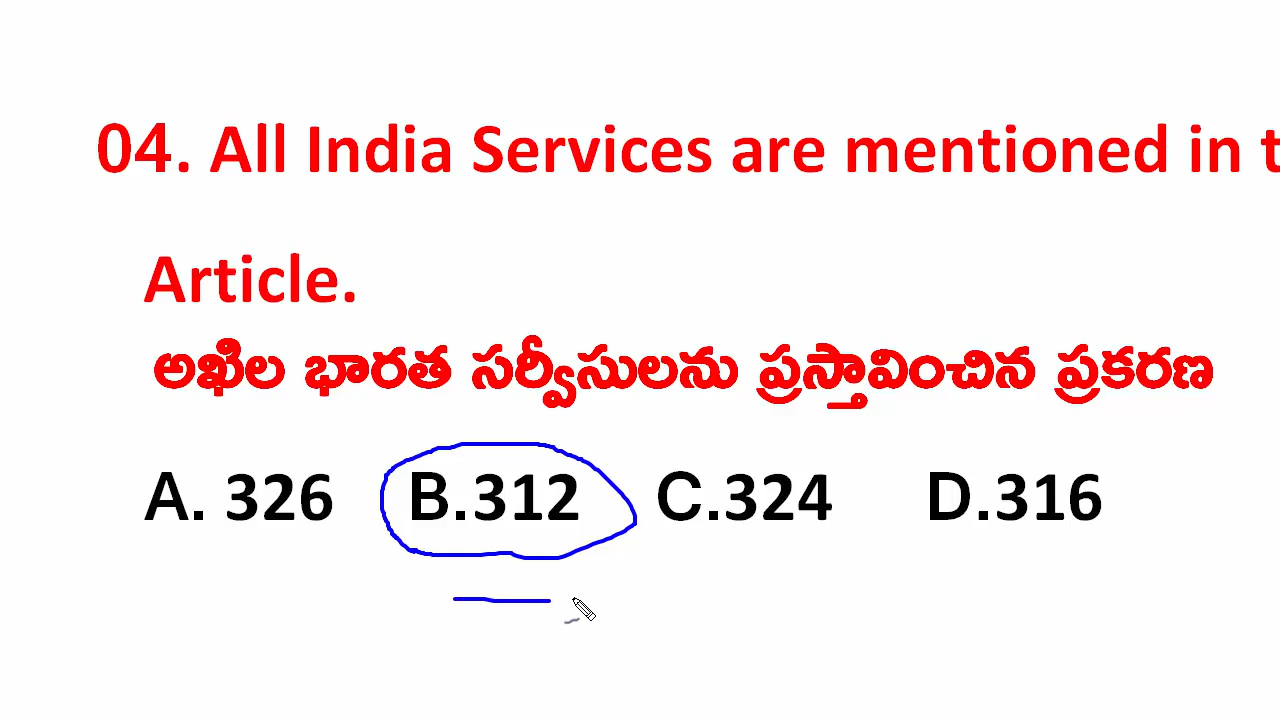 04. All India Services are mentioned in t
Article.
అఖిల భారత సర్వీసులను ప్రస్తావించిన ప్రకరణ
A. 326 B.312 C.324 D.316